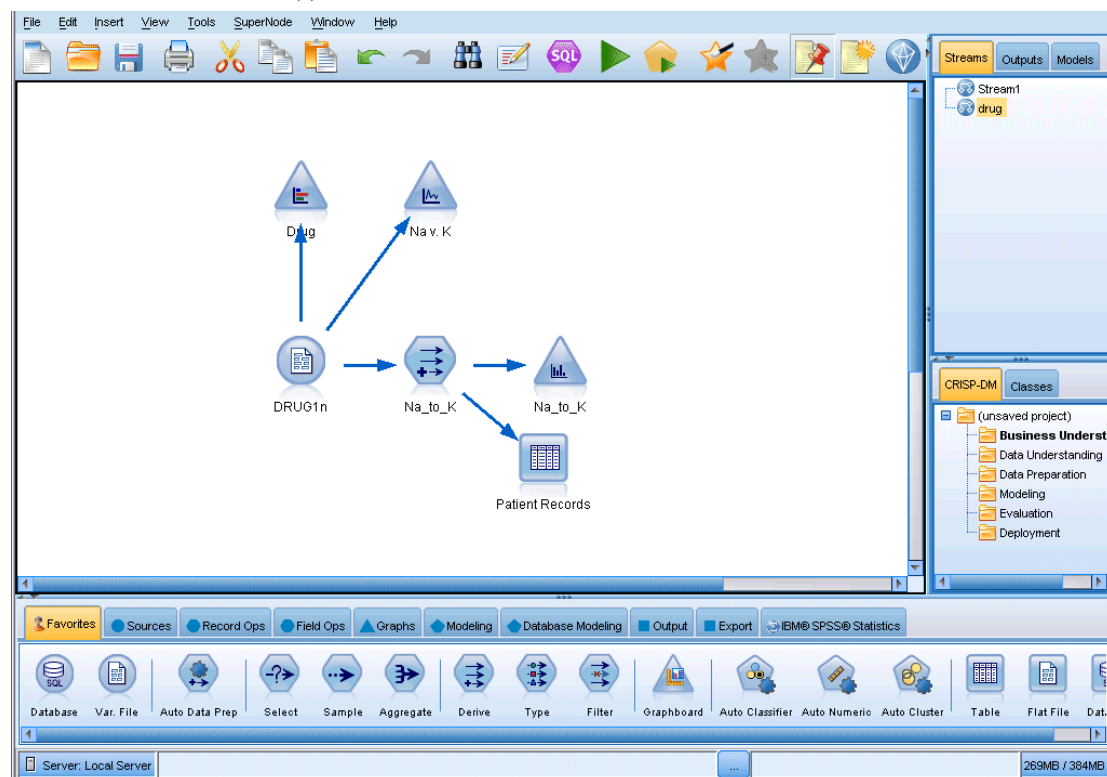 File Edit Insert View Tools SuperNode Window Help
SQL
Streams Outputs Models
Stream1
drug
Drug
Na v. K
DRUG1n
Na_to_K
Na_to_K
Patient Records
CRISP-DM Classes
(unsaved project)
Business Underst
Data Understanding
Data Preparation
Modeling
Evaluation
Deployment
Favorites Sources Record Ops Field Ops Graphs Modeling Database Modeling Output Export IBM® SPSS® Statistics
SQL
Database Var. File Auto Data Prep Select Sample Aggregate Derive Type Filter Graphboard Auto Classifier Auto Numeric Auto Cluster Table Flat File Dat
Server: Local Server ... 269MB / 384MB